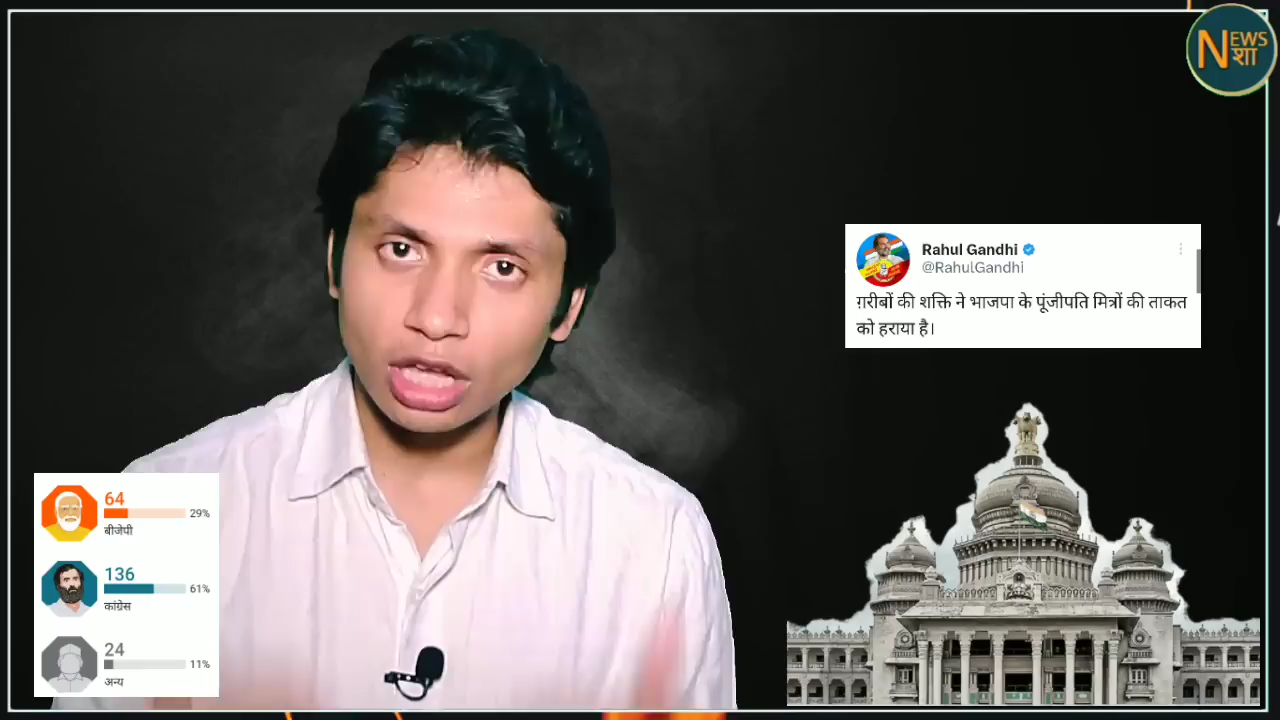 NEWS
शा
Rahul Gandhi
@RahulGandhi
ग़रीबों की शक्ति ने भाजपा के पूंजीपति मित्रों की ताकत
को हराया है।
64
29%
बीजेपी
136
61%
कांग्रेस
24
11%
अन्य